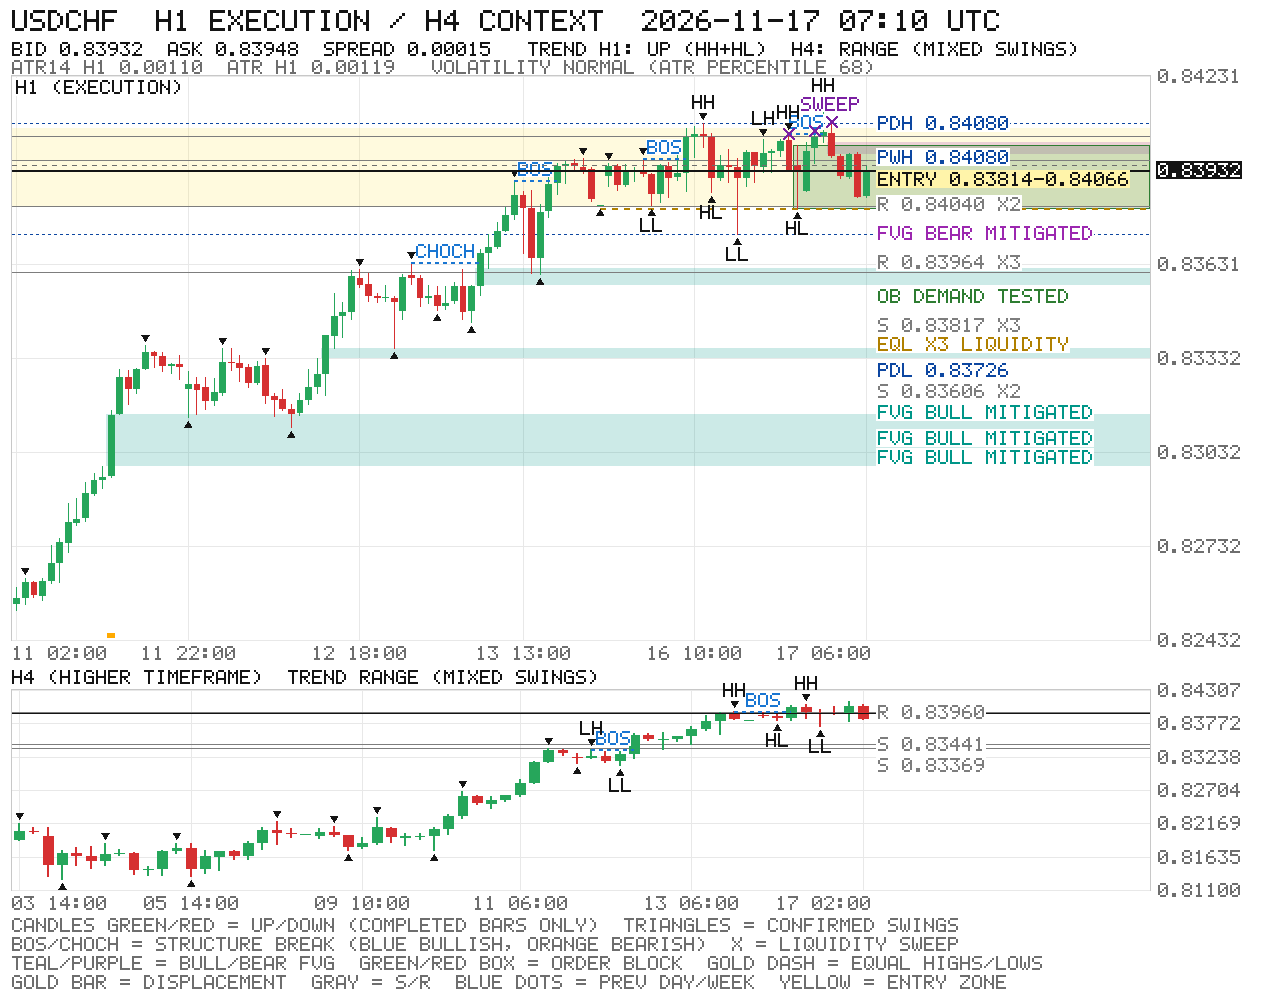 USDCHF  H1 EXECUTION / H4 CONTEXT  2026-11-17 07:10 UTC
BID 0.83932  ASK 0.83948  SPREAD 0.00015  TREND H1: UP (HH+HL)  H4: RANGE (MIXED SWINGS)
ATR14 H1 0.00110  ATR H1 0.00119  VOLATILITY NORMAL (ATR PERCENTILE 68)
H1 (EXECUTION)
0.84231
HH
SWEEP
HH
LH
HH
BOS
PDH 0.84080
BOS
PWH 0.84080
BOS
0.83932
ENTRY 0.83814-0.84066
R 0.84040 X2
HL
LL
HL
FVG BEAR MITIGATED
LL
CHOCH
R 0.83964 X3
0.83631
OB DEMAND TESTED
S 0.83817 X3
EQL X3 LIQUIDITY
0.83332
PDL 0.83726
S 0.83606 X2
FVG BULL MITIGATED
FVG BULL MITIGATED
FVG BULL MITIGATED
0.83032
0.82732
0.82432
11 02:00  11 22:00  12 18:00  13 13:00  16 10:00  17 06:00
H4 (HIGHER TIMEFRAME)  TREND RANGE (MIXED SWINGS)
HH
HH
0.84307
BOS
R 0.83960
LH
0.83772
BOS
HL
LL
S 0.83441
0.83238
S 0.83369
LL
0.82704
0.82169
0.81635
0.81100
03 14:00  05 14:00  09 10:00  11 06:00  13 06:00  17 02:00
CANDLES GREEN/RED = UP/DOWN (COMPLETED BARS ONLY)  TRIANGLES = CONFIRMED SWINGS
BOS/CHOCH = STRUCTURE BREAK (BLUE BULLISH, ORANGE BEARISH)  X = LIQUIDITY SWEEP
TEAL/PURPLE = BULL/BEAR FVG  GREEN/RED BOX = ORDER BLOCK  GOLD DASH = EQUAL HIGHS/LOWS
GOLD BAR = DISPLACEMENT  GRAY = S/R  BLUE DOTS = PREV DAY/WEEK  YELLOW = ENTRY ZONE